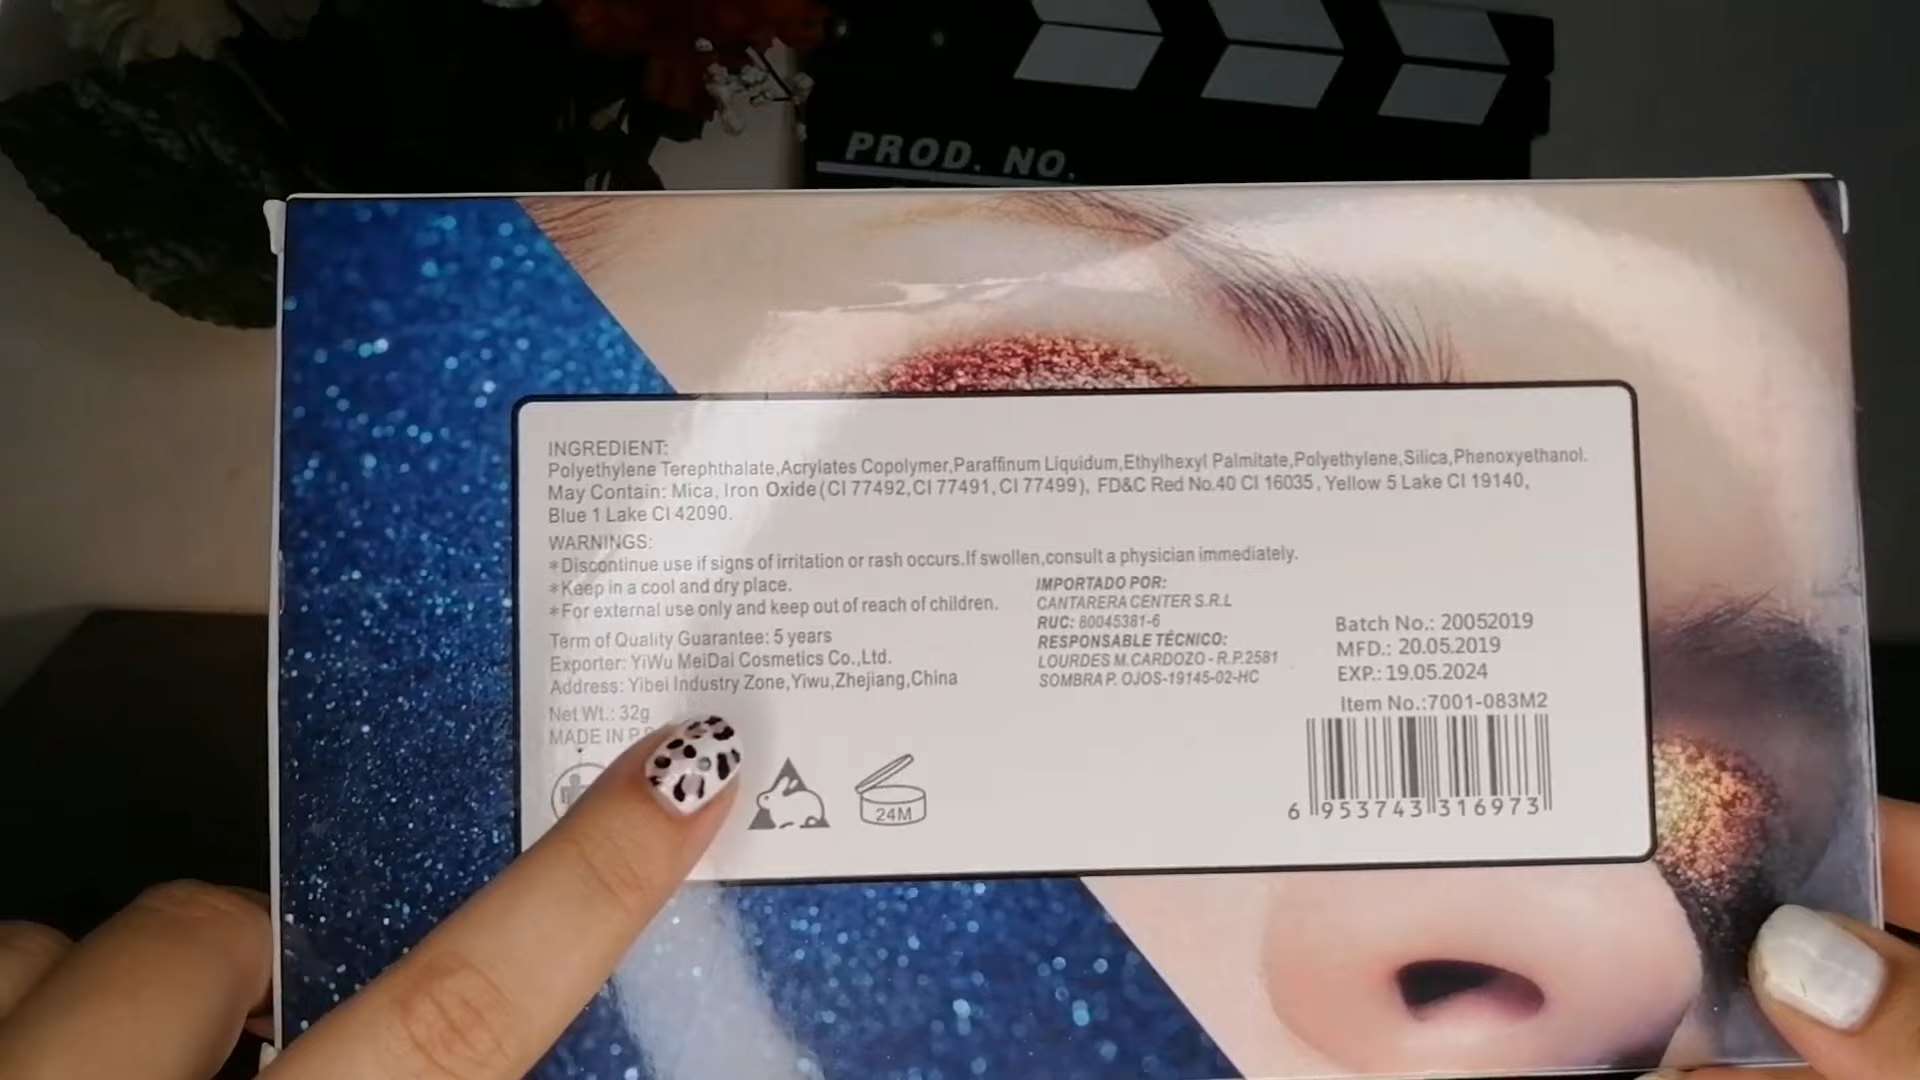 PROD. NO.
INGREDIENT:
Polyethylene Terephthalate,Acrylates Copolymer,Paraffinum Liquidum,Ethylhexyl Palmitate,Polyethylene,Silica,Phenoxyethanol.
May Contain: Mica, Iron Oxide(CI 77492,CI 77491, CI 77499), FD&C Red No.40 CI 16035, Yellow 5 Lake CI 19140,
Blue 1 Lake CI 42090.
WARNINGS:
*Discontinue use if signs of irritation or rash occurs.If swollen,consult a physician immediately.
*Keep in a cool and dry place.
*For external use only and keep out of reach of children.
Term of Quality Guarantee: 5 years
Exporter: YiWu MeiDai Cosmetics Co.,Ltd.
Address: Yibei Industry Zone,Yiwu,Zhejiang,China
Net Wt.: 32g
MADE IN
IMPORTADO POR:
CANTARERA CENTER S.R.L
RUC: 80045381-6
RESPONSABLE TÉCNICO:
LOURDES M.CARDOZO - R.P.2581
SOMBRA P. OJOS-19145-02-HC
Batch No.: 20052019
MFD.: 20.05.2019
EXP.: 19.05.2024
Item No.:7001-083M2
6 953743 316973
24M